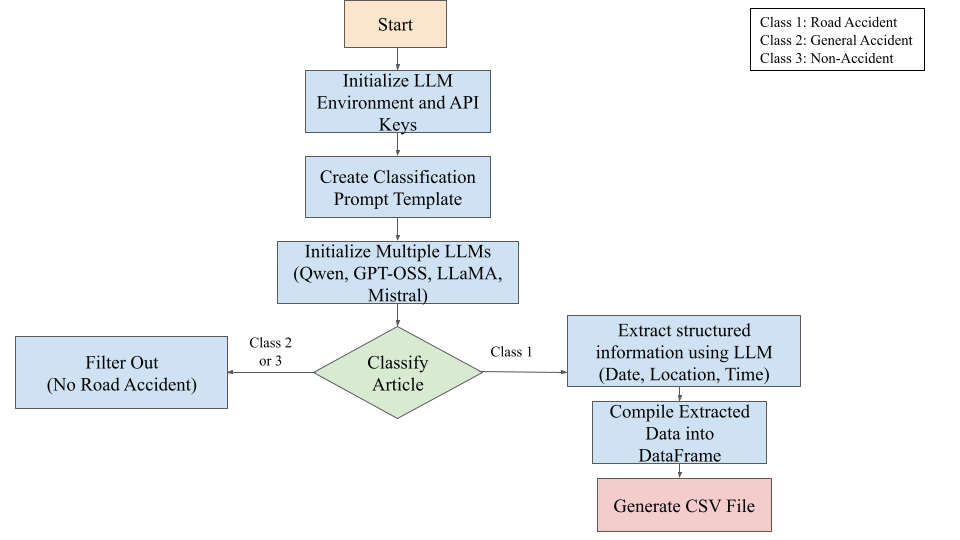 Start
Class 1: Road Accident
Class 2: General Accident
Class 3: Non-Accident
Initialize LLM
Environment and API
Keys
Create Classification
Prompt Template
Initialize Multiple LLMs
(Qwen, GPT-OSS, LLaMA,
Mistral)
Classify
Article
Class 2
or 3
Filter Out
(No Road Accident)
Class 1
Extract structured
information using LLM
(Date, Location, Time)
Compile Extracted
Data into
DataFrame
Generate CSV File